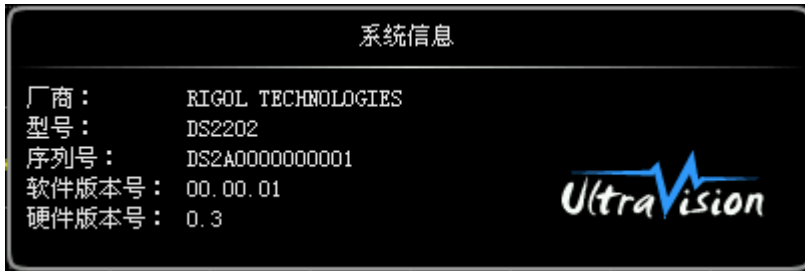 系统信息
厂商： RIGOL TECHNOLOGIES
型号： DS2202
序列号： DS2A0000000001
软件版本号： 00.00.01
硬件版本号： 0.3
UltraVision